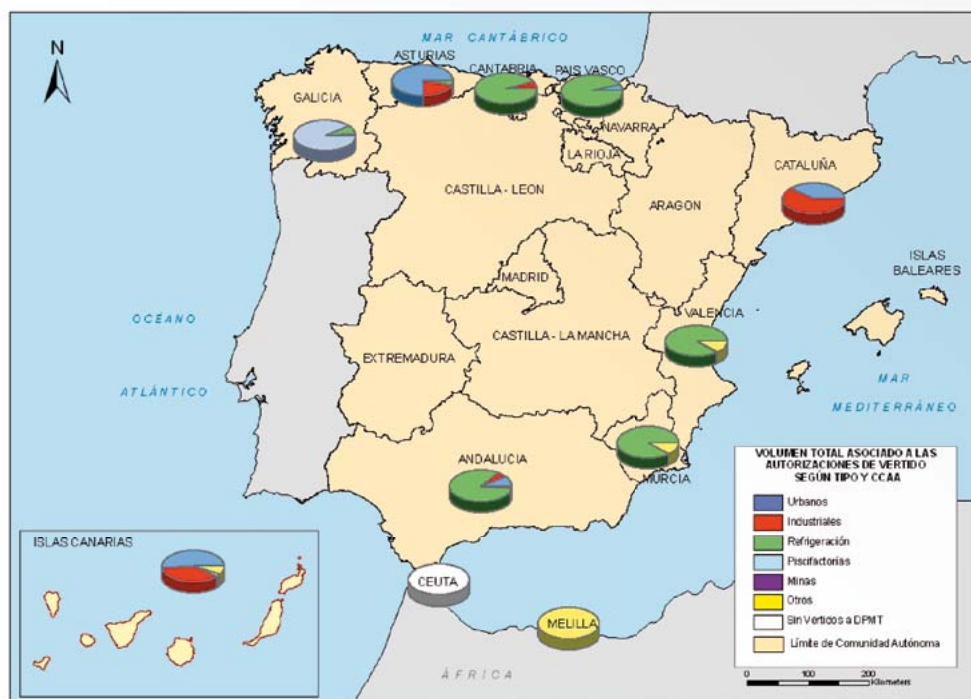 MAR CANTÁBRICO
N
ASTURIAS
CANTABRIA
PAIS VASCO
GALICIA
NAVARRA
LA RIOJA
CATALUÑA
CASTILLA - LEON
ARAGON
ISLAS
BALEARES
MADRID
VALENCIA
OCÉANO
CASTILLA - LA MANCHA
EXTREMADURA
MAR
ATLÁNTICO
MEDITERRÁNEO
ANDALUCIA
MURCIA
VOLUMEN TOTAL ASOCIADO A LAS
AUTORIZACIONES DE VERTIDO
SEGÚN TIPO Y CCAA
Urbanos
Industriales
Refrigeración
Piscifactorías
Minas
Otros
Sin Vertidos a DPMT
Límite de Comunidad Autónoma
ISLAS CANARIAS
CEUTA
MELILLA
ÁFRICA
0 50 100 200
Kilometers